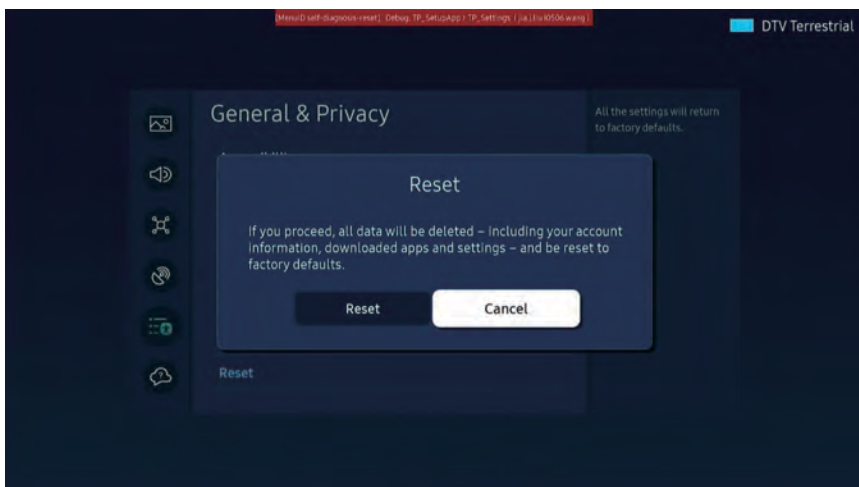 DTV Terrestrial
General & Privacy
All the settings will return
to factory defaults.
Reset
If you proceed, all data will be deleted – including your account
information, downloaded apps and settings – and be reset to
factory defaults.
Reset
Cancel
Reset